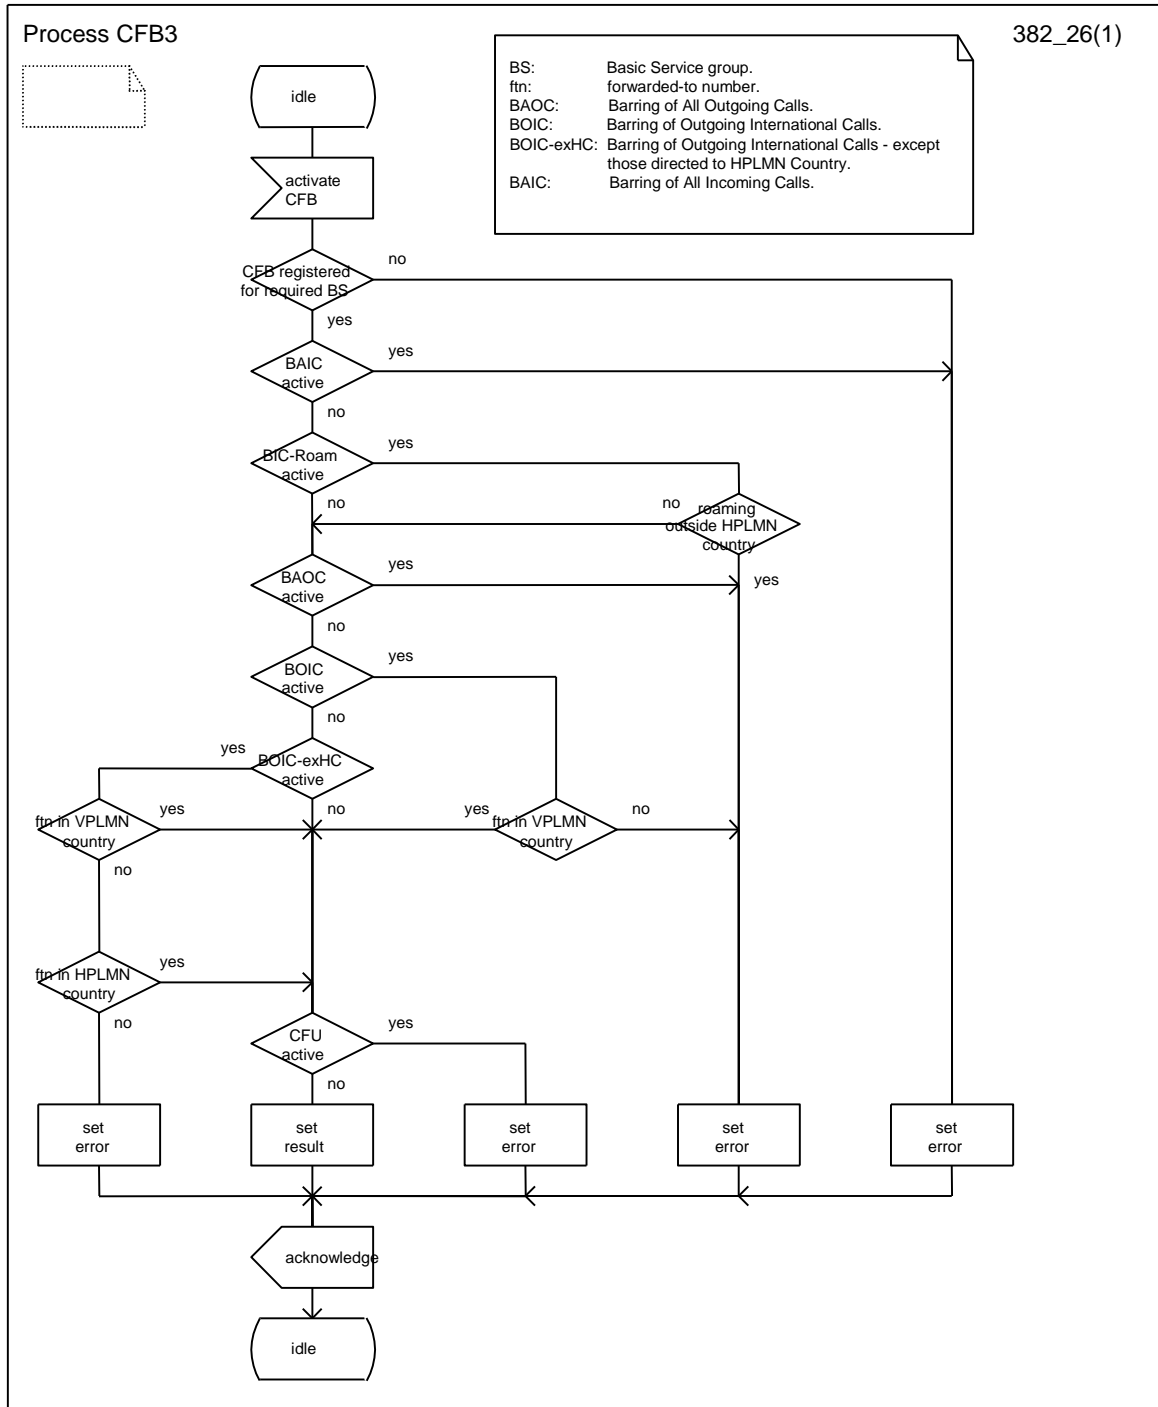 Process CFB3
382_26(1)
BS: Basic Service group.
ftn: forwarded-to number.
BAOC: Barring of All Outgoing Calls.
BOIC: Barring of Outgoing International Calls.
BOIC-exHC: Barring of Outgoing International Calls - except
those directed to HPLMN Country.
BAIC: Barring of All Incoming Calls.
idle
activate
CFB
CFB registered
for required BS
no
yes
BAIC
active
yes
no
BIC-Roam
active
yes
no
no
roaming
outside HPLMN
country
yes
BAOC
active
yes
no
BOIC
active
yes
no
yes
BOIC-exHC
active
no
ftn in VPLMN
country
yes
no
yes
ftn in VPLMN
country
no
ftn in HPLMN
country
yes
no
CFU
active
yes
no
set
error
set
result
set
error
set
error
set
error
acknowledge
idle